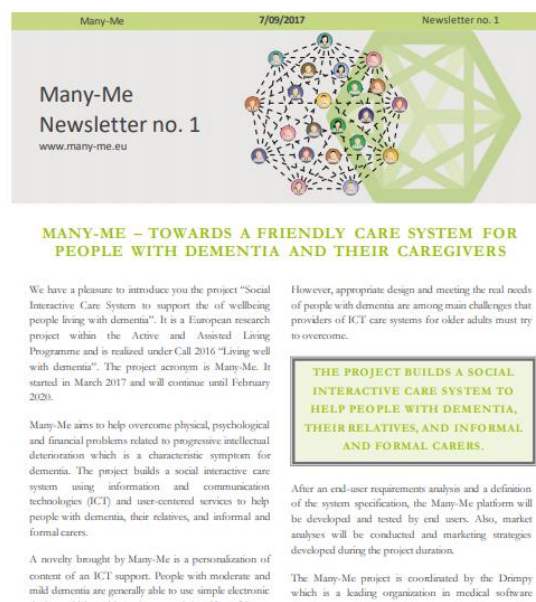 Many-Me 7/09/2017 Newsletter no. 1
Many-Me
Newsletter no. 1
www.many-me.eu
MANY-ME – TOWARDS A FRIENDLY CARE SYSTEM FOR
PEOPLE WITH DEMENTIA AND THEIR CAREGIVERS
We have a pleasure to introduce you the project “Social
Interactive Care System to support the of wellbeing
people living with dementia”. It is a European research
project within the Active and Assisted Living
Programme and is realized under Call 2016 “Living well
with dementia”. The project acronym is Many-Me. It
started in March 2017 and will continue until February
2020.
Many-Me aims to help overcome physical, psychological
and financial problems related to progressive intellectual
deterioration which is a characteristic symptom for
dementia. The project builds a social interactive care
system using information and communication
technologies (ICT) and user-centered services to help
people with dementia, their relatives, and informal and
formal carers.
A novelty brought by Many-Me is a personalization of
content of an ICT support. People with moderate and
mild dementia are generally able to use simple electronic
However, appropriate design and meeting the real needs
of people with dementia are among main challenges that
providers of ICT care systems for older adults must try
to overcome.
THE PROJECT BUILDS A SOCIAL
INTERACTIVE CARE SYSTEM TO
HELP PEOPLE WITH DEMENTIA,
THEIR RELATIVES, AND INFORMAL
AND FORMAL CARERS.
After an end-user requirements analysis and a definition
of the system specification, the Many-Me platform will
be developed and tested by end users. Also, market
analyses will be conducted and marketing strategies
developed during the project duration.
The Many-Me project is coordinated by the Drimpy
which is a leading organization in medical software